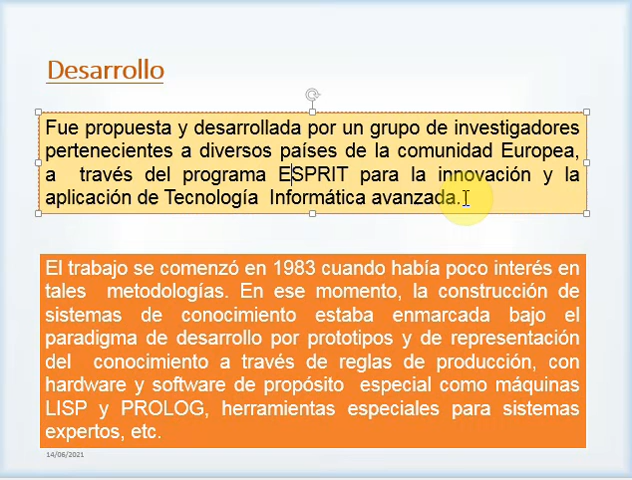 Desarrollo
Fue propuesta y desarrollada por un grupo de investigadores
pertenecientes a diversos países de la comunidad Europea,
a través del programa ESPRIT para la innovación y la
aplicación de Tecnología Informática avanzada.
El trabajo se comenzó en 1983 cuando había poco interés en
tales metodologías. En ese momento, la construcción de
sistemas de conocimiento estaba enmarcada bajo el
paradigma de desarrollo por prototipos y de representación
del conocimiento a través de reglas de producción, con
hardware y software de propósito especial como máquinas
LISP y PROLOG, herramientas especiales para sistemas
expertos, etc.
14/06/2021